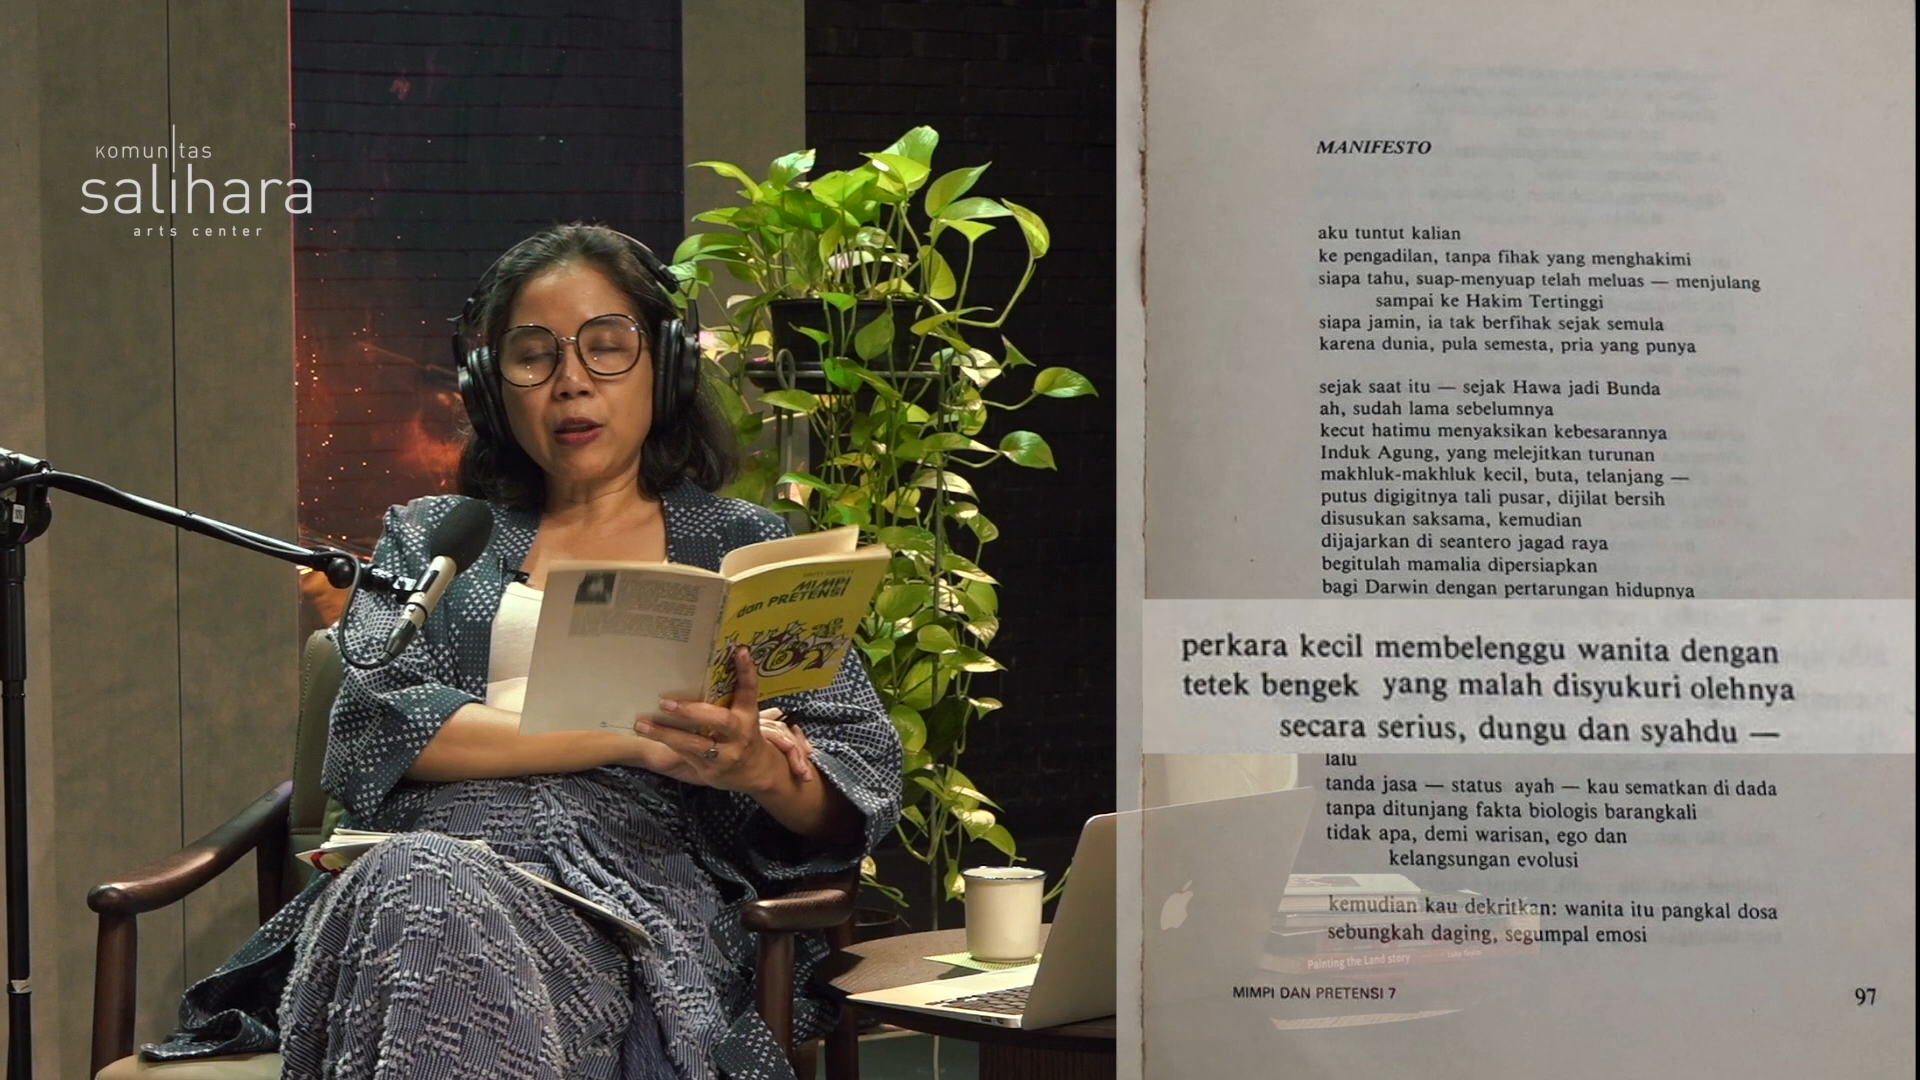 komunitas
salihara
arts center
MIMPI
dan PRETENSI
MANIFESTO
aku tuntut kalian
ke pengadilan, tanpa fihak yang menghakimi
siapa tahu, suap-menyuap telah meluas — menjulang
sampai ke Hakim Tertinggi
siapa jamin, ia tak berfihak sejak semula
karena dunia, pula semesta, pria yang punya
sejak saat itu — sejak Hawa jadi Bunda
ah, sudah lama sebelumnya
kecut hatimu menyaksikan kebesarannya
Induk Agung, yang melejitkan turunan
makhluk-makhluk kecil, buta, telanjang —
putus digigitnya tali pusar, dijilat bersih
disusukan saksama, kemudian
dijajarkan di seantero jagad raya
begitulah mamalia dipersiapkan
bagi Darwin dengan pertarungan hidupnya
perkara kecil membelenggu wanita dengan
tetek bengek yang malah disyukuri olehnya
secara serius, dungu dan syahdu —
lalu
tanda jasa — status ayah — kau sematkan di dada
tanpa ditunjang fakta biologis barangkali
tidak apa, demi warisan, ego dan
kelangsungan evolusi
kemudian kau dekritkan: wanita itu pangkal dosa
sebungkah daging, segumpal emosi
Painting the Land story
MIMPI DAN PRETENSI 7
97